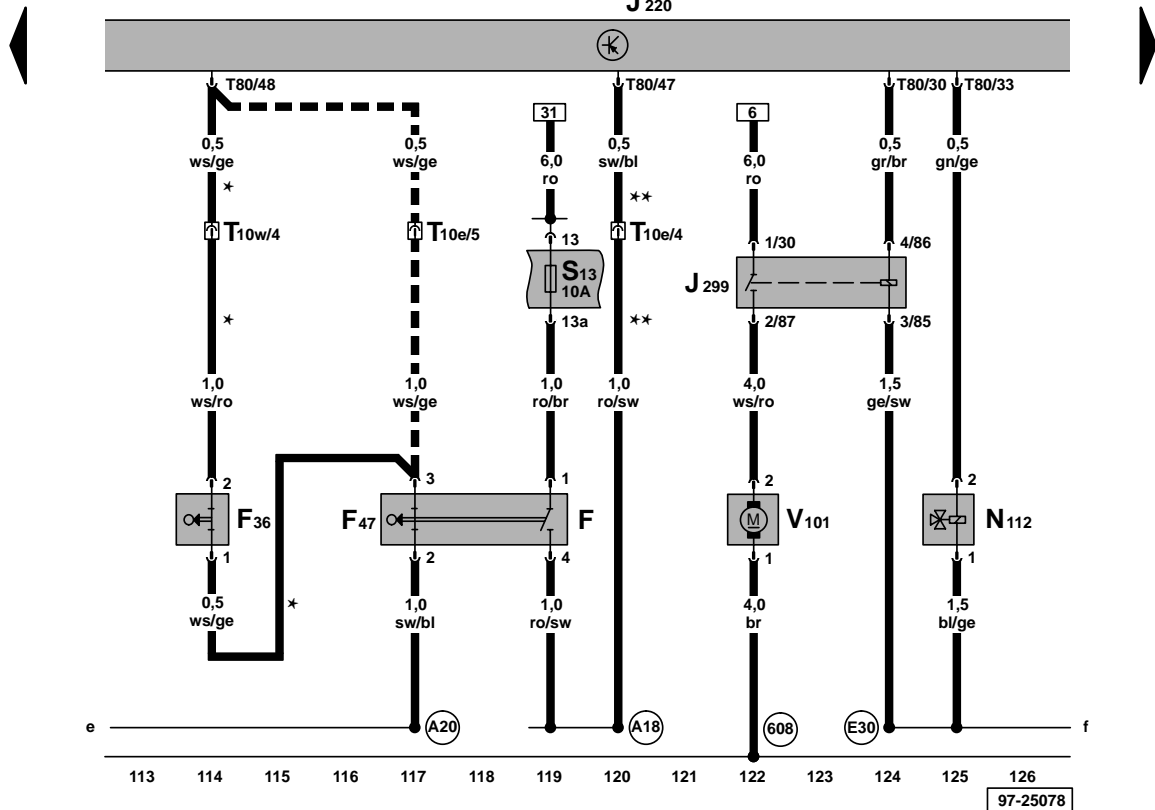 J 220
T80/48
T80/47
T80/30
T80/33
31
6
0,5
ws/ge
0,5
ws/ge
6,0
ro
0,5
sw/bl
6,0
ro
0,5
gr/br
0,5
gn/ge
*
**
T10w/4
T10e/5
T10e/4
13
1/30
4/86
S13
10A
J 299
*
13a
**
2/87
3/85
1,0
ws/ro
1,0
ws/ge
1,0
ro/br
1,0
ro/sw
4,0
ws/ro
1,5
ge/sw
2
3
1
2
2
F36
F47
F
M
V101
N112
1
2
4
1
1
0,5
ws/ge
*
1,0
sw/bl
1,0
ro/sw
4,0
br
1,5
bl/ge
e
A20
A18
608
E30
f
113 114 115 116 117 118 119 120 121 122 123 124 125 126
97-25078